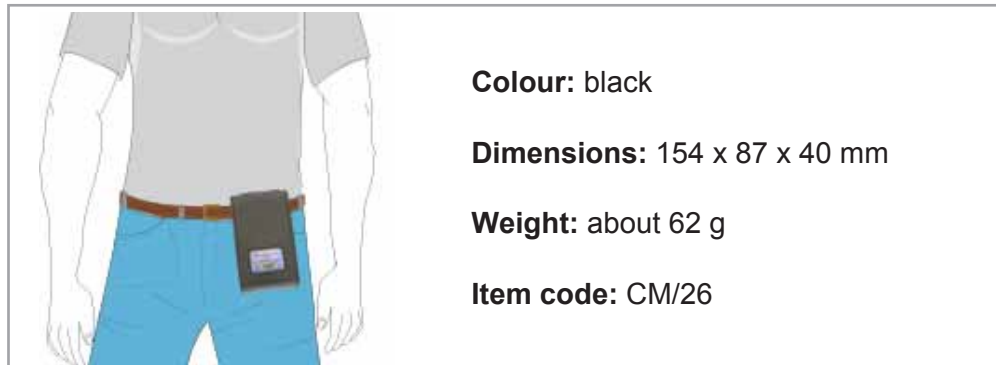 Colour: black
Dimensions: 154 x 87 x 40 mm
Weight: about 62 g
Item code: CM/26